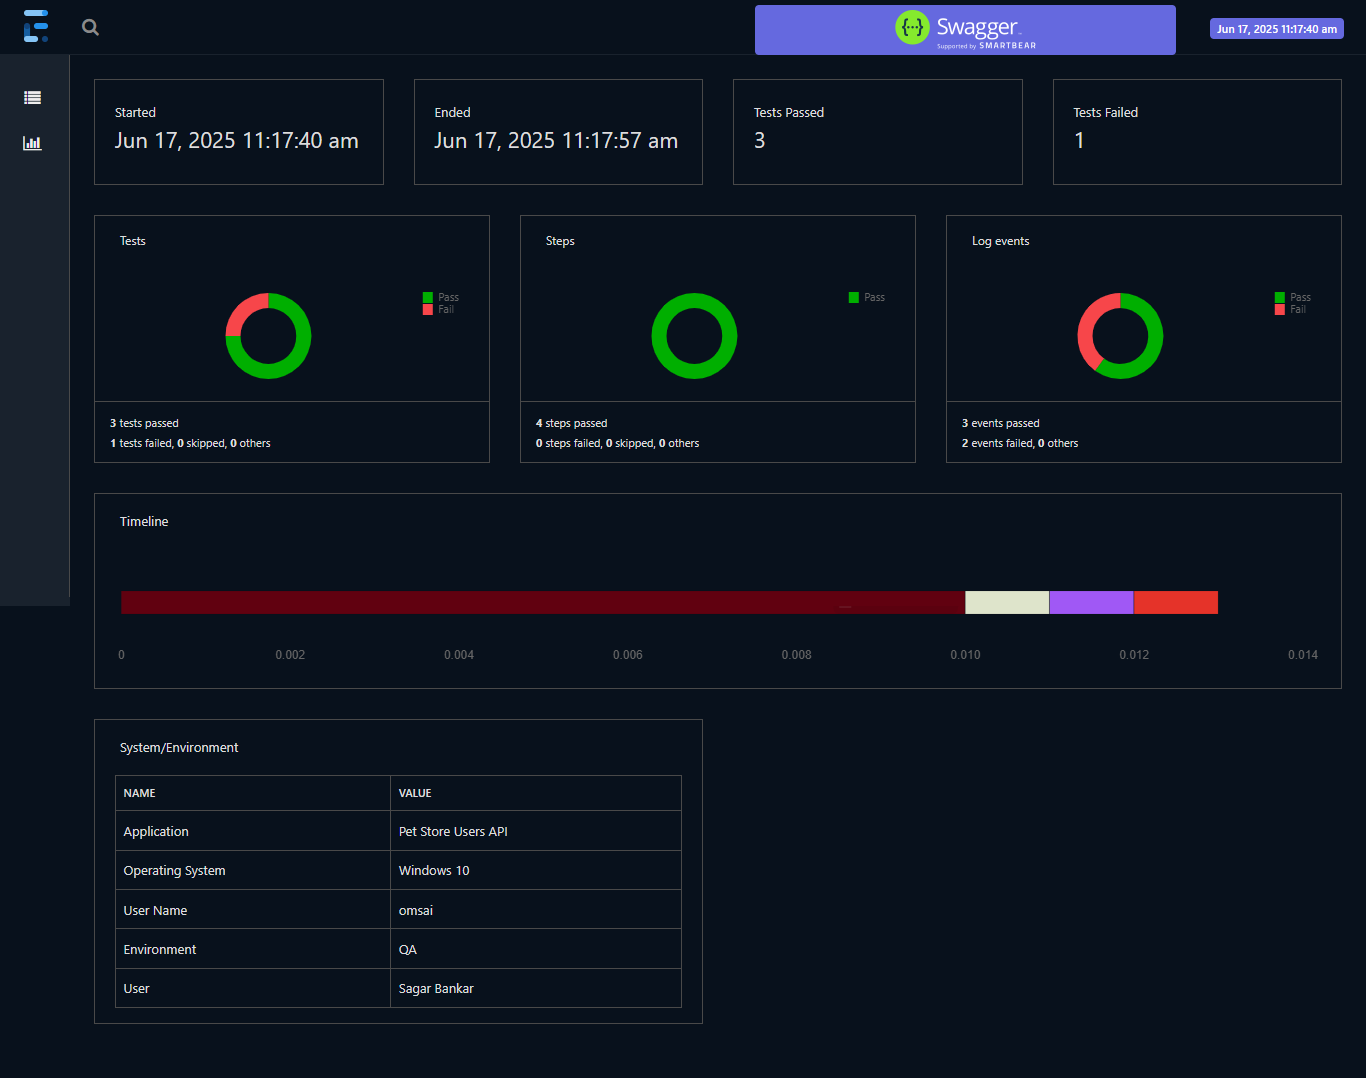 Swagger
Supported by SMARTBEAR
Jun 17, 2025 11:17:40 am
Started
Jun 17, 2025 11:17:40 am
Ended
Jun 17, 2025 11:17:57 am
Tests Passed
3
Tests Failed
1
Tests
Pass
Fail
3 tests passed
1 tests failed, 0 skipped, 0 others
Steps
Pass
4 steps passed
0 steps failed, 0 skipped, 0 others
Log events
Pass
Fail
3 events passed
2 events failed, 0 others
Timeline
0 0.002 0.004 0.006 0.008 0.010 0.012 0.014
System/Environment
NAME VALUE
Application Pet Store Users API
Operating System Windows 10
User Name omsai
Environment QA
User Sagar Bankar